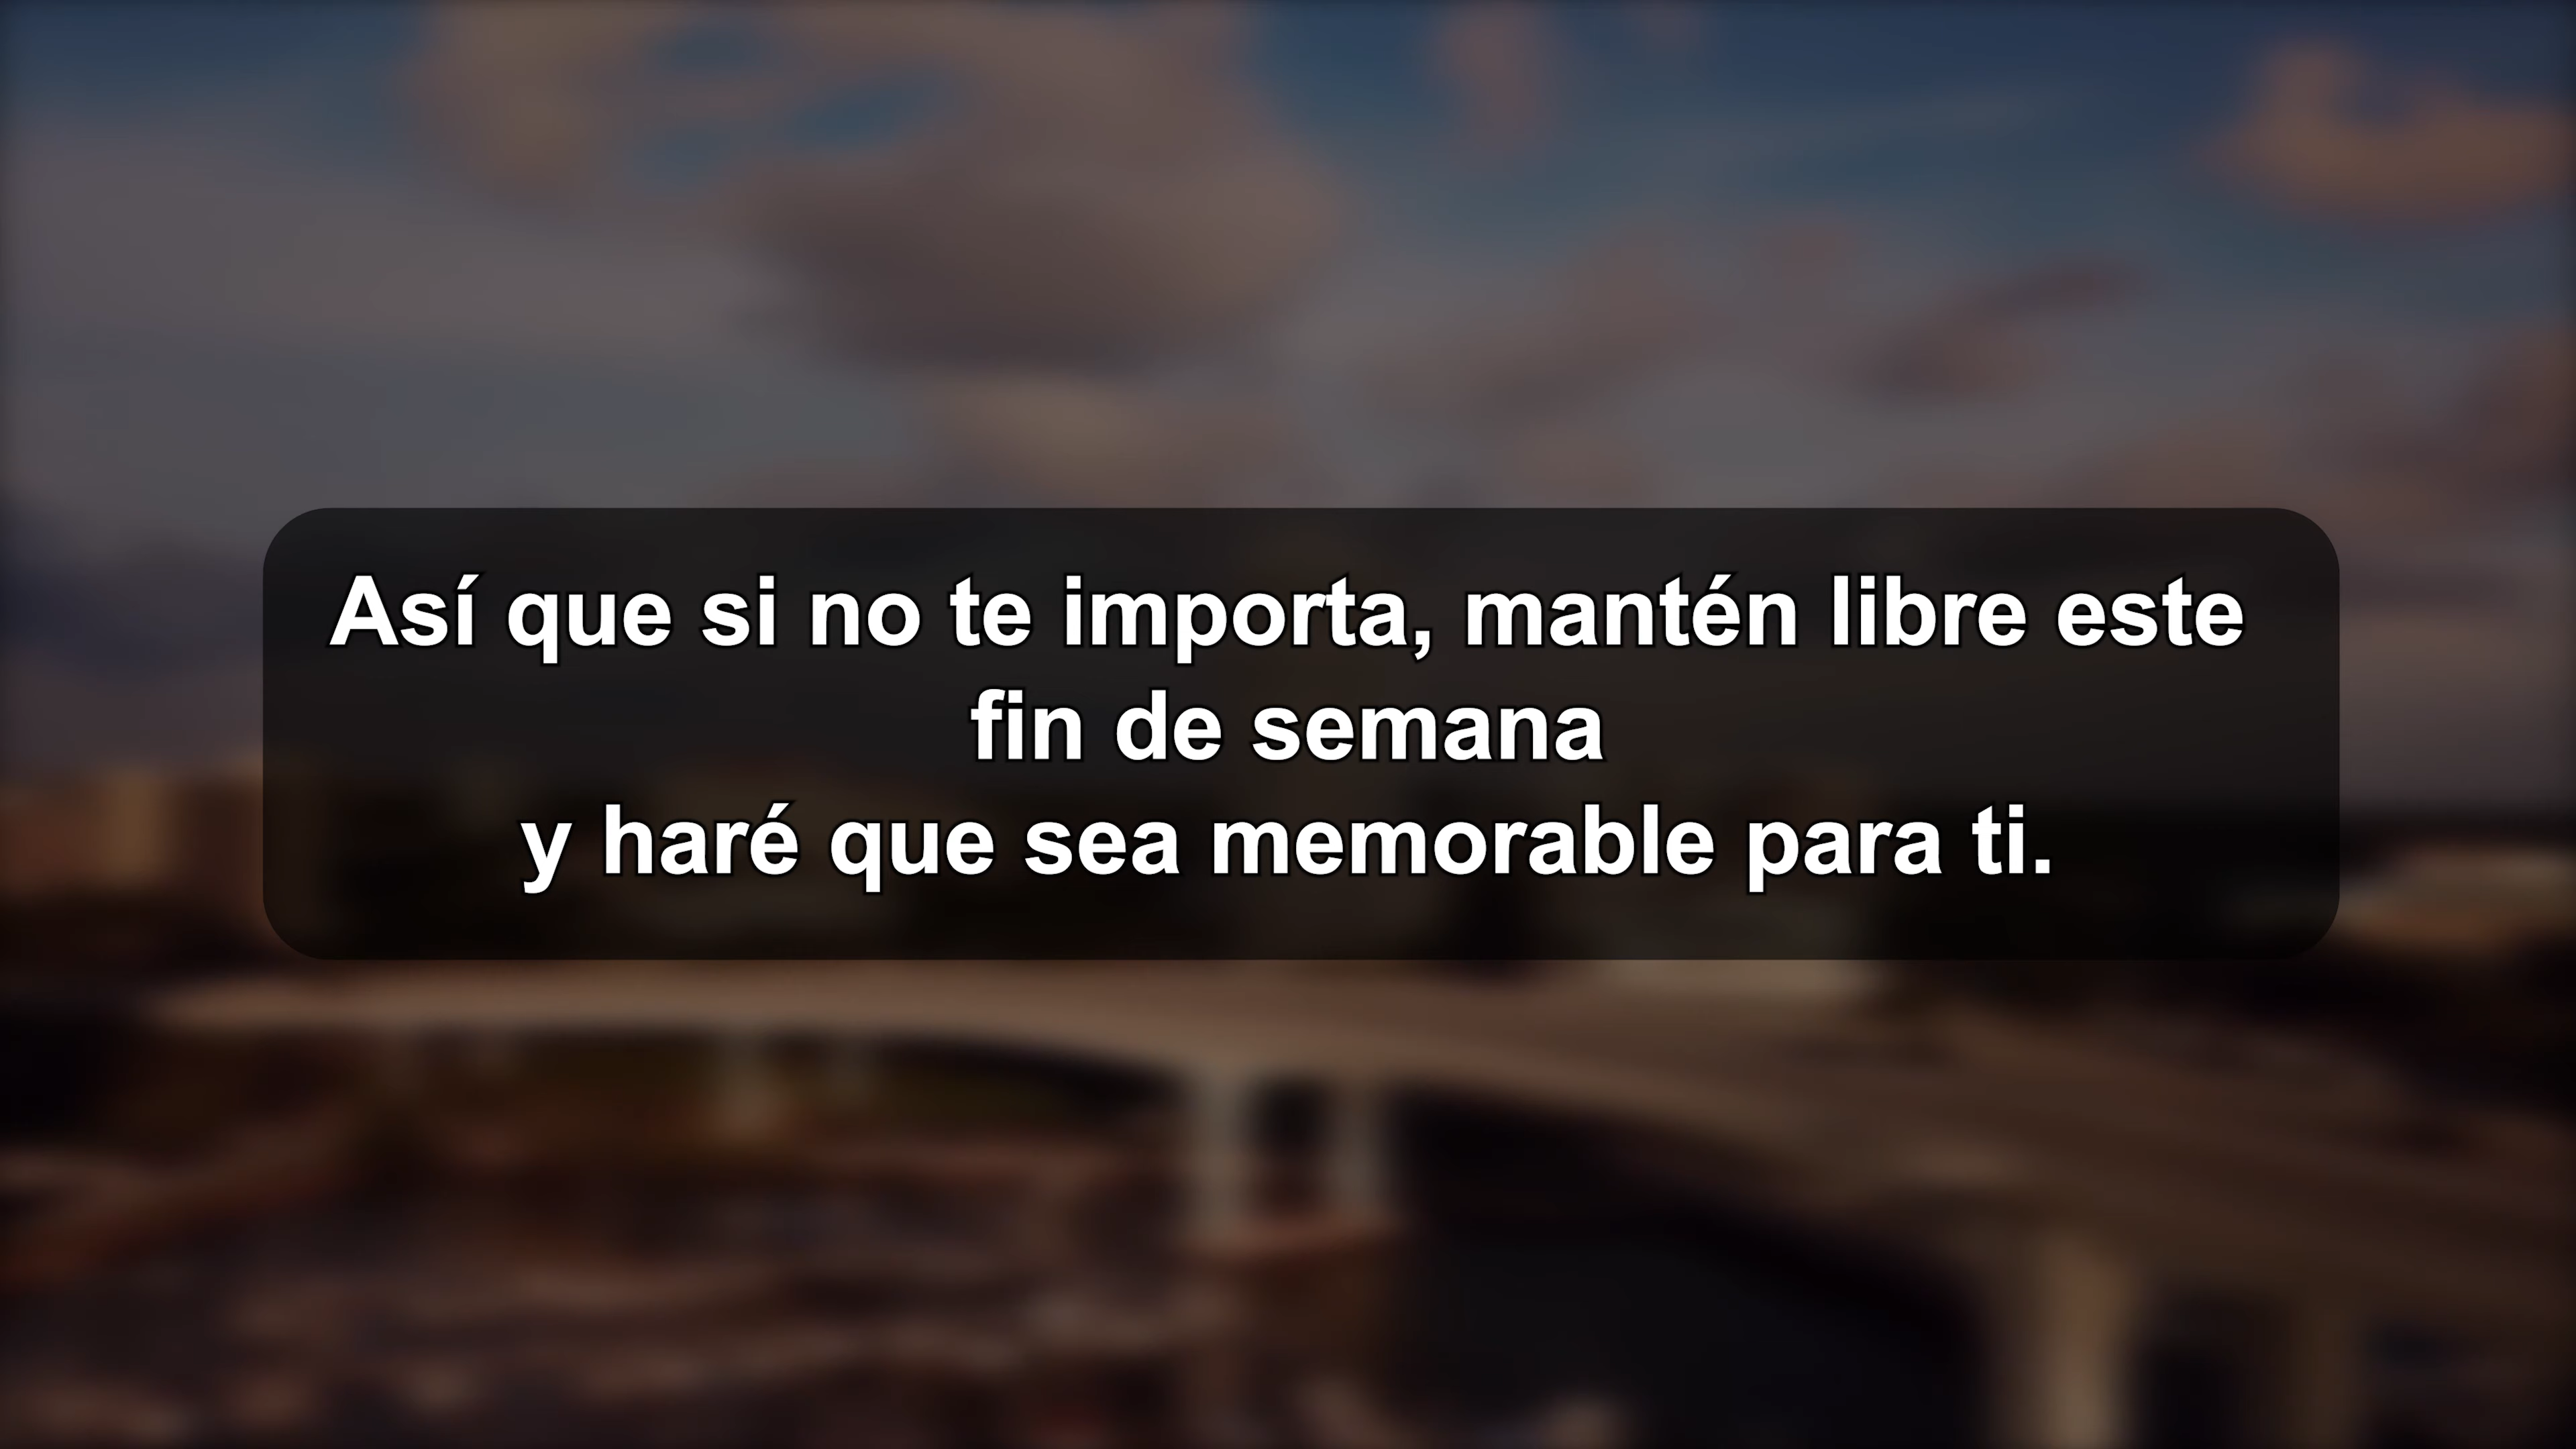 Así que si no te importa, mantén libre este
fin de semana
y haré que sea memorable para ti.